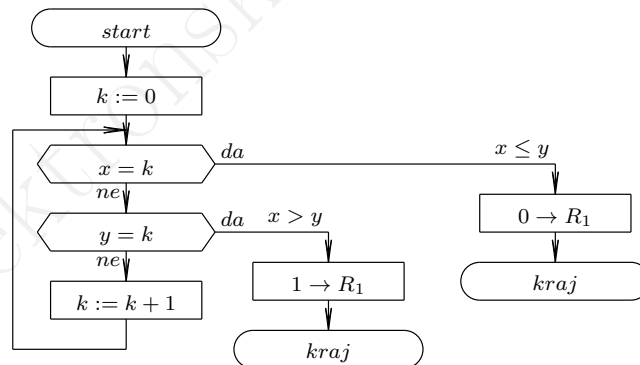 start
k := 0
x = k
da
x ≤ y
ne
0 → R₁
y = k
da
x > y
kraj
ne
1 → R₁
k := k + 1
kraj